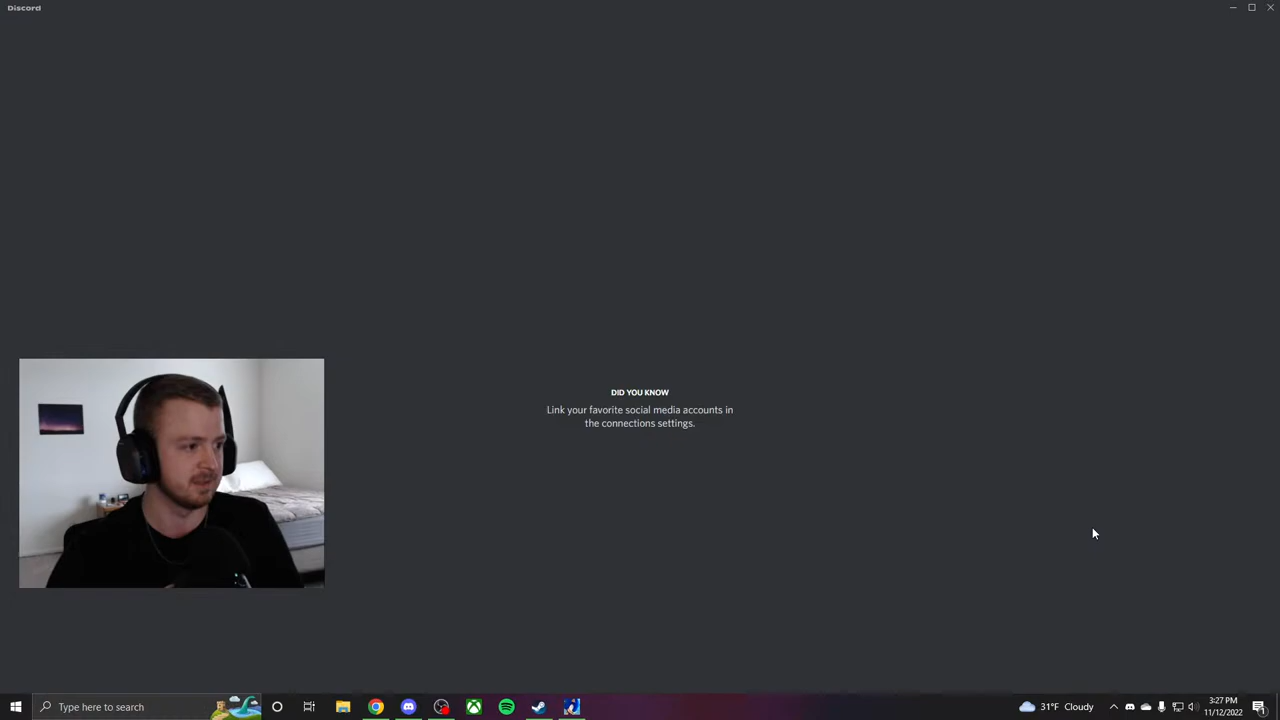 Discord
DID YOU KNOW
Link your favorite social media accounts in
the connections settings.
Type here to search
31°F Cloudy
3:27 PM
11/12/2022